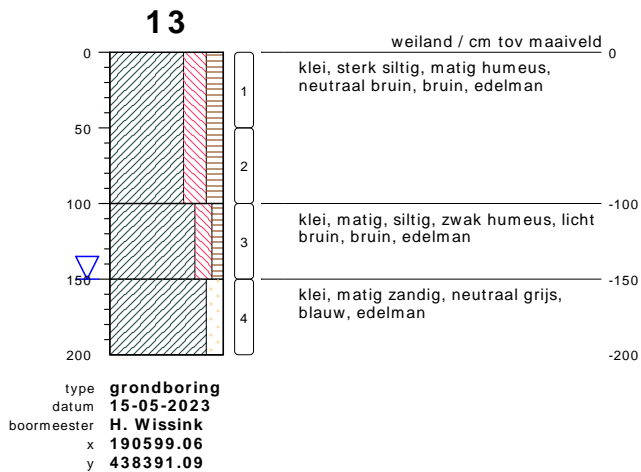 13
weiland / cm tov maaiveld
0
0
klei, sterk siltig, matig humeus,
neutraal bruin, bruin, edelman
1
50
2
100
-100
klei, matig, siltig, zwak humeus, licht
bruin, bruin, edelman
3
150
-150
klei, matig zandig, neutraal grijs,
blauw, edelman
4
200
-200
type grondboring
datum 15-05-2023
boormeester H. Wissink
x 190599.06
y 438391.09